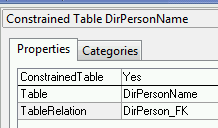 Constrained Table DirPersonName
Properties Categories
ConstrainedTable Yes
Table DirPersonName
TableRelation DirPerson_FK